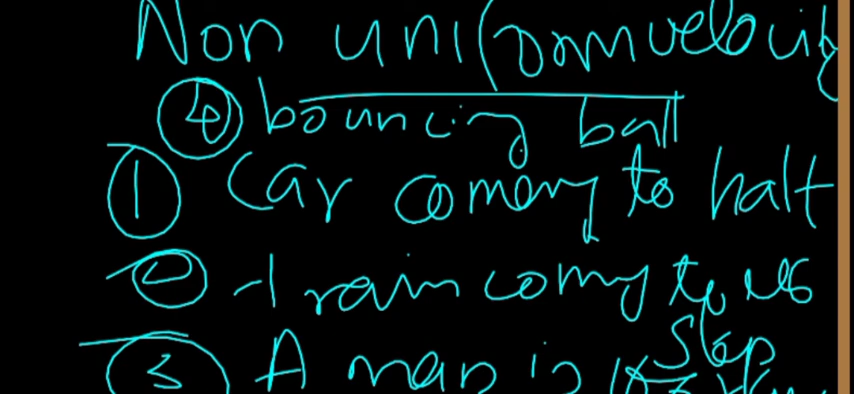 Non uniform velocity
④ bouncing ball
① Car coming to halt
② Train coming to its
stop
③ A man is